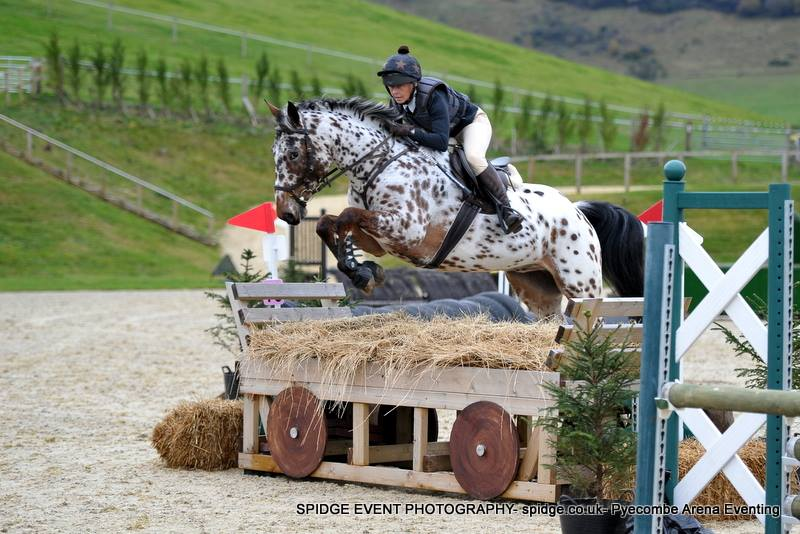 SPIDGE EVENT PHOTOGRAPHY- spidge.co.uk- Pyecombe Arena Eventing